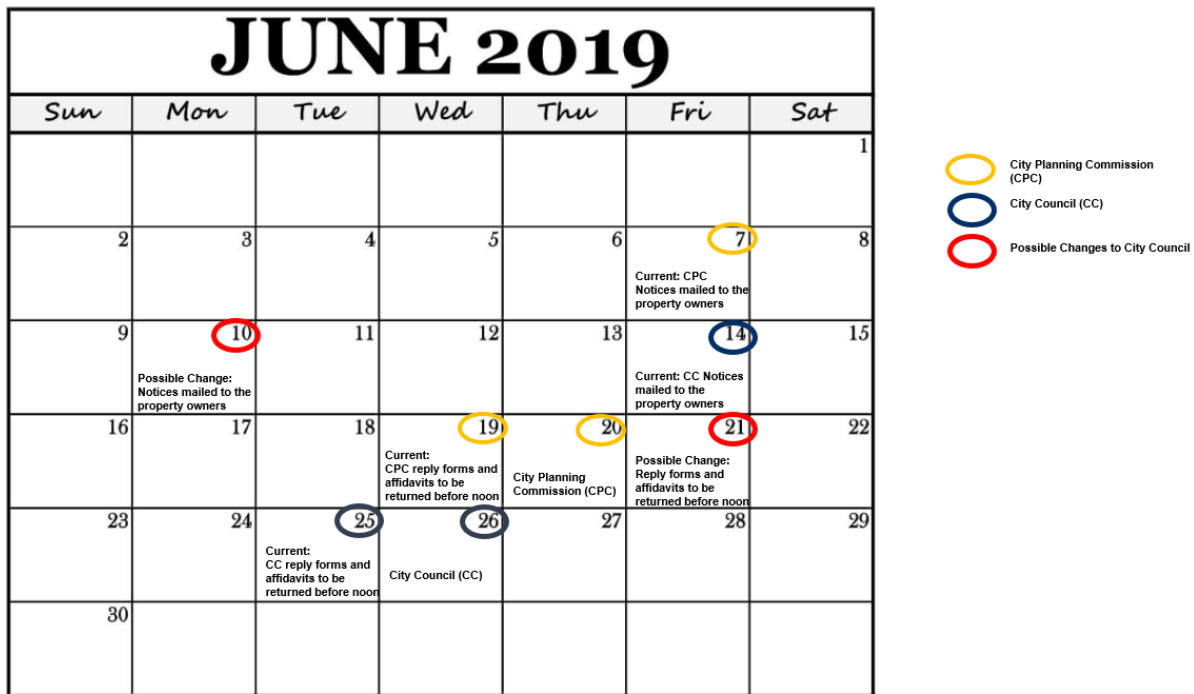 JUNE 2019
Sun Mon Tue Wed Thu Fri Sat
1
2 3 4 5 6 7 8
Current: CPC
Notices mailed to the
property owners
9 10 11 12 13 14 15
Possible Change:
Notices mailed to the
property owners
Current: CC Notices
mailed to the
property owners
16 17 18 19 20 21 22
Current:
CPC reply forms and
affidavits to be
returned before noon
City Planning
Commission (CPC)
Possible Change:
Reply forms and
affidavits to be
returned before noon
23 24 25 26 27 28 29
Current:
CC reply forms and
affidavits to be
returned before noon
City Council (CC)
30
City Planning Commission
(CPC)
City Council (CC)
Possible Changes to City Council